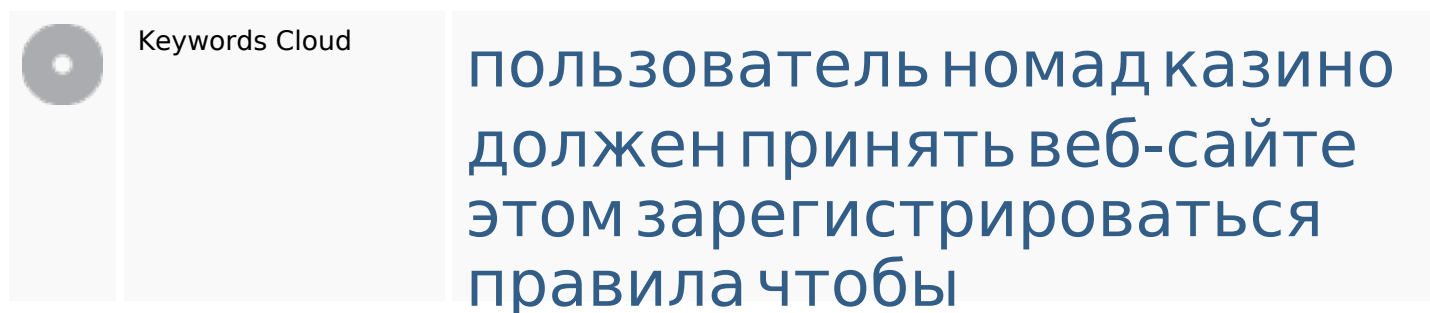 Keywords Cloud
пользователь номад казино
должен принять веб-сайте
этом зарегистрироваться
правила чтобы